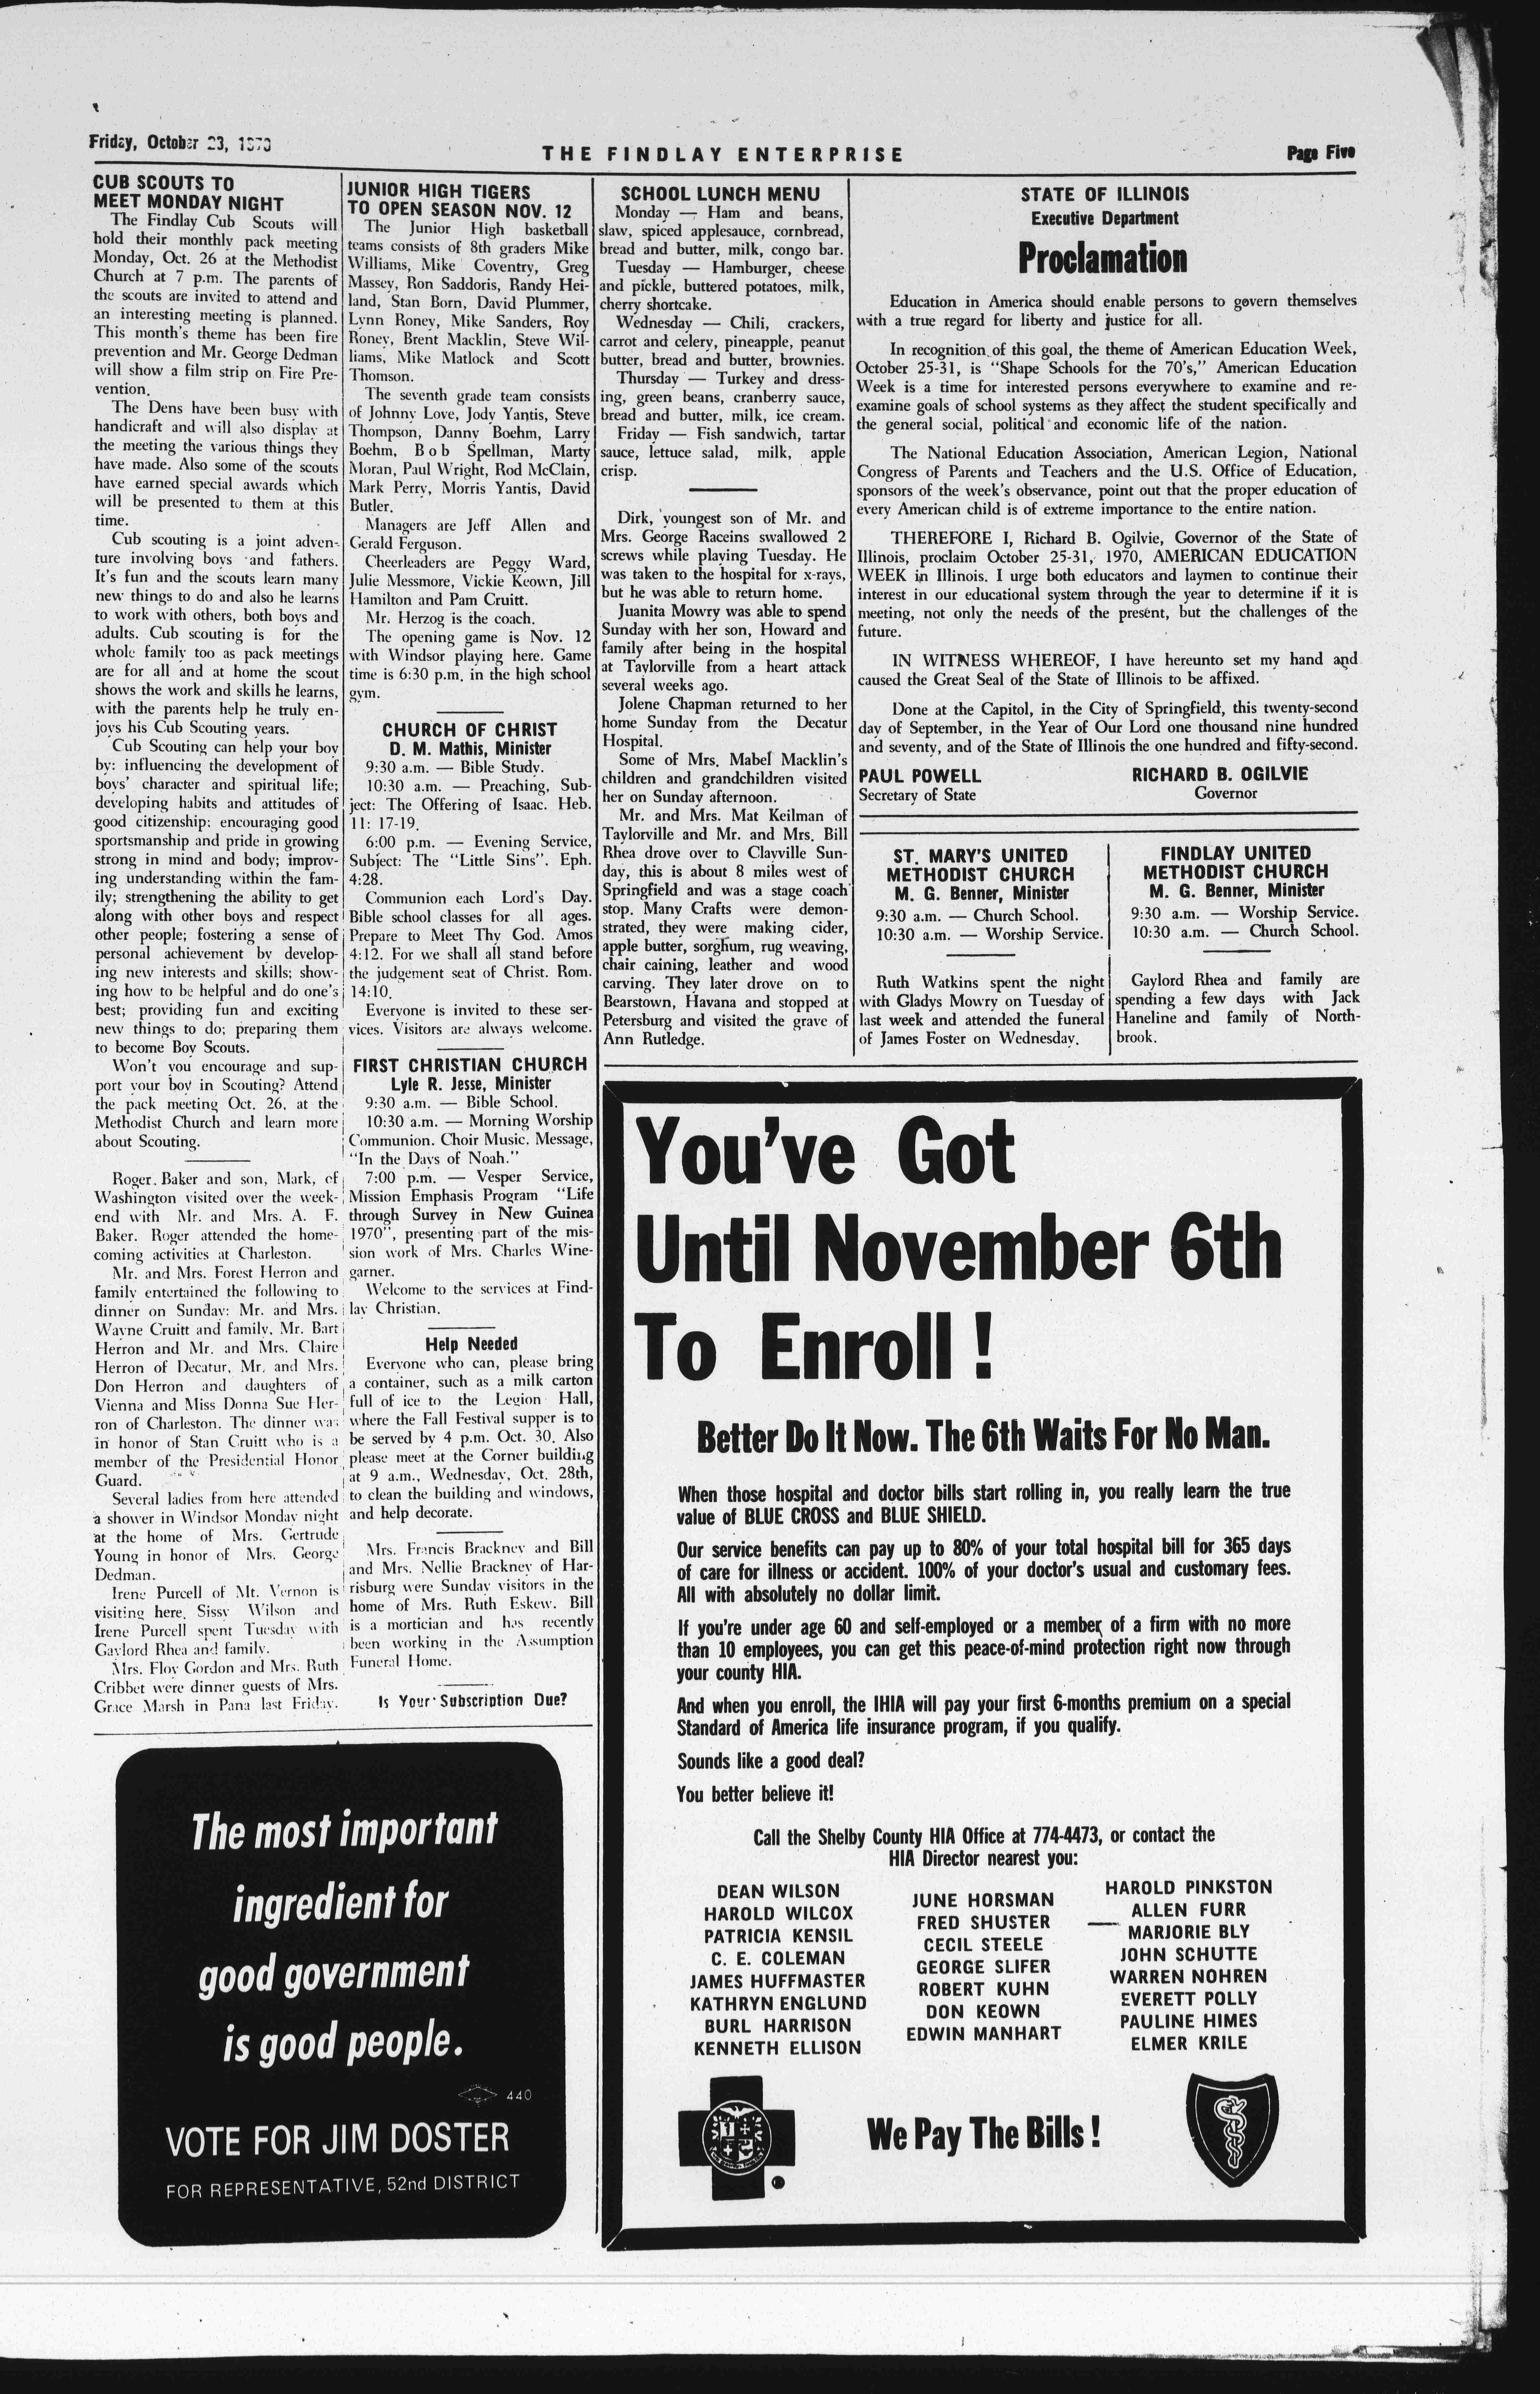 Friday, October 23, 1970
THE FINDLAY ENTERPRISE
Page Five
CUB SCOUTS TO
MEET MONDAY NIGHT
The Findlay Cub Scouts will
hold their monthly pack meeting
Monday, Oct. 26 at the Methodist
Church at 7 p.m. The parents of
the scouts are invited to attend and
an interesting meeting is planned.
This month's theme has been fire
prevention and Mr. George Dedman
will show a film strip on Fire Pre-
vention.
The Dens have been busy with
handicraft and will also display at
the meeting the various things they
have made. Also some of the scouts
have earned special awards which
will be presented to them at this
time.
Cub scouting is a joint adven-
ture involving boys and fathers.
It's fun and the scouts learn many
new things to do and also he learns
to work with others, both boys and
adults. Cub scouting is for the
whole family too as pack meetings
are for all and at home the scout
shows the work and skills he learns,
with the parents help he truly en-
joys his Cub Scouting years.
Cub Scouting can help your boy
by: influencing the development of
boys' character and spiritual life;
developing habits and attitudes of
good citizenship; encouraging good
sportsmanship and pride in growing
strong in mind and body; improv-
ing understanding within the fam-
ily; strengthening the ability to get
along with other boys and respect
other people; fostering a sense of
personal achievement by develop-
ing new interests and skills; show-
ing how to be helpful and do one's
best; providing fun and exciting
new things to do; preparing them
to become Boy Scouts.
Won't you encourage and sup-
port your boy in Scouting? Attend
the pack meeting Oct. 26, at the
Methodist Church and learn more
about Scouting.
Roger Baker and son, Mark, of
Washington visited over the week-
end with Mr. and Mrs. A. F.
Baker. Roger attended the home-
coming activities at Charleston.
Mr. and Mrs. Forest Herron and
family entertained the following to
dinner on Sunday: Mr. and Mrs.
Wayne Cruitt and family, Mr. Bart
Herron and Mr. and Mrs. Claire
Herron of Decatur, Mr. and Mrs.
Don Herron and daughters of
Vienna and Miss Donna Sue Her-
ron of Charleston. The dinner was
in honor of Stan Cruitt who is a
member of the Presidential Honor
Guard.
Several ladies from here attended
a shower in Windsor Monday night
at the home of Mrs. Gertrude
Young in honor of Mrs. George
Dedman.
Irene Purcell of Mt. Vernon is
visiting here. Sissy Wilson and
Irene Purcell spent Tuesday with
Gaylord Rhea and family.
Mrs. Floy Gordon and Mrs. Ruth
Cribbet were dinner guests of Mrs.
Grace Marsh in Pana last Friday.
JUNIOR HIGH TIGERS
TO OPEN SEASON NOV. 12
The Junior High basketball
teams consists of 8th graders Mike
Williams, Mike Coventry, Greg
Massey, Ron Saddoris, Randy Hei-
land, Stan Born, David Plummer,
Lynn Roney, Mike Sanders, Roy
Roney, Brent Macklin, Steve Wil-
liams, Mike Matlock and Scott
Thomson.
The seventh grade team consists
of Johnny Love, Jody Yantis, Steve
Thompson, Danny Boehm, Larry
Boehm, Bob Spellman, Marty
Moran, Paul Wright, Rod McClain,
Mark Perry, Morris Yantis, David
Butler.
Managers are Jeff Allen and
Gerald Ferguson.
Cheerleaders are Peggy Ward,
Julie Messmore, Vickie Keown, Jill
Hamilton and Pam Cruitt.
Mr. Herzog is the coach.
The opening game is Nov. 12
with Windsor playing here. Game
time is 6:30 p.m. in the high school
gym.
CHURCH OF CHRIST
D. M. Mathis, Minister
9:30 a.m. — Bible Study.
10:30 a.m. — Preaching, Sub-
ject: The Offering of Isaac. Heb.
11: 17-19.
6:00 p.m. — Evening Service,
Subject: The "Little Sins". Eph.
4:28.
Communion each Lord's Day.
Bible school classes for all ages.
Prepare to Meet Thy God. Amos
4:12. For we shall all stand before
the judgement seat of Christ. Rom.
14:10.
Everyone is invited to these ser-
vices. Visitors are always welcome.
FIRST CHRISTIAN CHURCH
Lyle R. Jesse, Minister
9:30 a.m. — Bible School.
10:30 a.m. — Morning Worship
Communion. Choir Music. Message,
"In the Days of Noah."
7:00 p.m. — Vesper Service,
Mission Emphasis Program "Life
through Survey in New Guinea
1970", presenting part of the mis-
sion work of Mrs. Charles Wine-
garner.
Welcome to the services at Find-
lay Christian.
Help Needed
Everyone who can, please bring
a container, such as a milk carton
full of ice to the Legion Hall,
where the Fall Festival supper is to
be served by 4 p.m. Oct. 30. Also
please meet at the Corner building
at 9 a.m., Wednesday, Oct. 28th,
to clean the building and windows,
and help decorate.
Mrs. Francis Brackney and Bill
and Mrs. Nellie Brackney of Har-
risburg were Sunday visitors in the
home of Mrs. Ruth Eskew. Bill
is a mortician and has recently
been working in the Assumption
Funeral Home.
Is Your Subscription Due?
SCHOOL LUNCH MENU
Monday — Ham and beans,
slaw, spiced applesauce, cornbread,
bread and butter, milk, congo bar.
Tuesday — Hamburger, cheese
and pickle, buttered potatoes, milk,
cherry shortcake.
Wednesday — Chili, crackers,
carrot and celery, pineapple, peanut
butter, bread and butter, brownies.
Thursday — Turkey and dress-
ing, green beans, cranberry sauce,
bread and butter, milk, ice cream.
Friday — Fish sandwich, tartar
sauce, lettuce salad, milk, apple
crisp.
Dirk, youngest son of Mr. and
Mrs. George Raceins swallowed 2
screws while playing Tuesday. He
was taken to the hospital for x-rays,
but he was able to return home.
Juanita Mowry was able to spend
Sunday with her son, Howard and
family after being in the hospital
at Taylorville from a heart attack
several weeks ago.
Jolene Chapman returned to her
home Sunday from the Decatur
Hospital.
Some of Mrs. Mabel Macklin's
children and grandchildren visited
her on Sunday afternoon.
Mr. and Mrs. Mat Keilman of
Taylorville and Mr. and Mrs. Bill
Rhea drove over to Clayville Sun-
day, this is about 8 miles west of
Springfield and was a stage coach
stop. Many Crafts were demon-
strated, they were making cider,
apple butter, sorghum, rug weaving,
chair caining, leather and wood
carving. They later drove on to
Bearstown, Havana and stopped at
Petersburg and visited the grave of
Ann Rutledge.
STATE OF ILLINOIS
Executive Department
Proclamation
Education in America should enable persons to govern themselves
with a true regard for liberty and justice for all.
In recognition of this goal, the theme of American Education Week,
October 25-31, is "Shape Schools for the 70's," American Education
Week is a time for interested persons everywhere to examine and re-
examine goals of school systems as they affect the student specifically and
the general social, political and economic life of the nation.
The National Education Association, American Legion, National
Congress of Parents and Teachers and the U.S. Office of Education,
sponsors of the week's observance, point out that the proper education of
every American child is of extreme importance to the entire nation.
THEREFORE I, Richard B. Ogilvie, Governor of the State of
Illinois, proclaim October 25-31, 1970, AMERICAN EDUCATION
WEEK in Illinois. I urge both educators and laymen to continue their
interest in our educational system through the year to determine if it is
meeting, not only the needs of the present, but the challenges of the
future.
IN WITNESS WHEREOF, I have hereunto set my hand and
caused the Great Seal of the State of Illinois to be affixed.
Done at the Capitol, in the City of Springfield, this twenty-second
day of September, in the Year of Our Lord one thousand nine hundred
and seventy, and of the State of Illinois the one hundred and fifty-second.
PAUL POWELL
Secretary of State
RICHARD B. OGILVIE
Governor
ST. MARY'S UNITED
METHODIST CHURCH
M. G. Benner, Minister
9:30 a.m. — Church School.
10:30 a.m. — Worship Service.
Ruth Watkins spent the night
with Gladys Mowry on Tuesday of
last week and attended the funeral
of James Foster on Wednesday.
FINDLAY UNITED
METHODIST CHURCH
M. G. Benner, Minister
9:30 a.m. — Worship Service.
10:30 a.m. — Church School.
Gaylord Rhea and family are
spending a few days with Jack
Haneline and family of North-
brook.
The most important
ingredient for
good government
is good people.
440
VOTE FOR JIM DOSTER
FOR REPRESENTATIVE, 52nd DISTRICT
You've Got
Until November 6th
To Enroll!
Better Do It Now. The 6th Waits For No Man.
When those hospital and doctor bills start rolling in, you really learn the true
value of BLUE CROSS and BLUE SHIELD.
Our service benefits can pay up to 80% of your total hospital bill for 365 days
of care for illness or accident. 100% of your doctor's usual and customary fees.
All with absolutely no dollar limit.
If you're under age 60 and self-employed or a member of a firm with no more
than 10 employees, you can get this peace-of-mind protection right now through
your county HIA.
And when you enroll, the IHIA will pay your first 6-months premium on a special
Standard of America life insurance program, if you qualify.
Sounds like a good deal?
You better believe it!
Call the Shelby County HIA Office at 774-4473, or contact the
HIA Director nearest you:
DEAN WILSON
HAROLD WILCOX
PATRICIA KENSIL
C. E. COLEMAN
JAMES HUFFMASTER
KATHRYN ENGLUND
BURL HARRISON
KENNETH ELLISON
JUNE HORSMAN
FRED SHUSTER
CECIL STEELE
GEORGE SLIFER
ROBERT KUHN
DON KEOWN
EDWIN MANHART
HAROLD PINKSTON
ALLEN FURR
MARJORIE BLY
JOHN SCHUTTE
WARREN NOHREN
EVERETT POLLY
PAULINE HIMES
ELMER KRILE
We Pay The Bills!